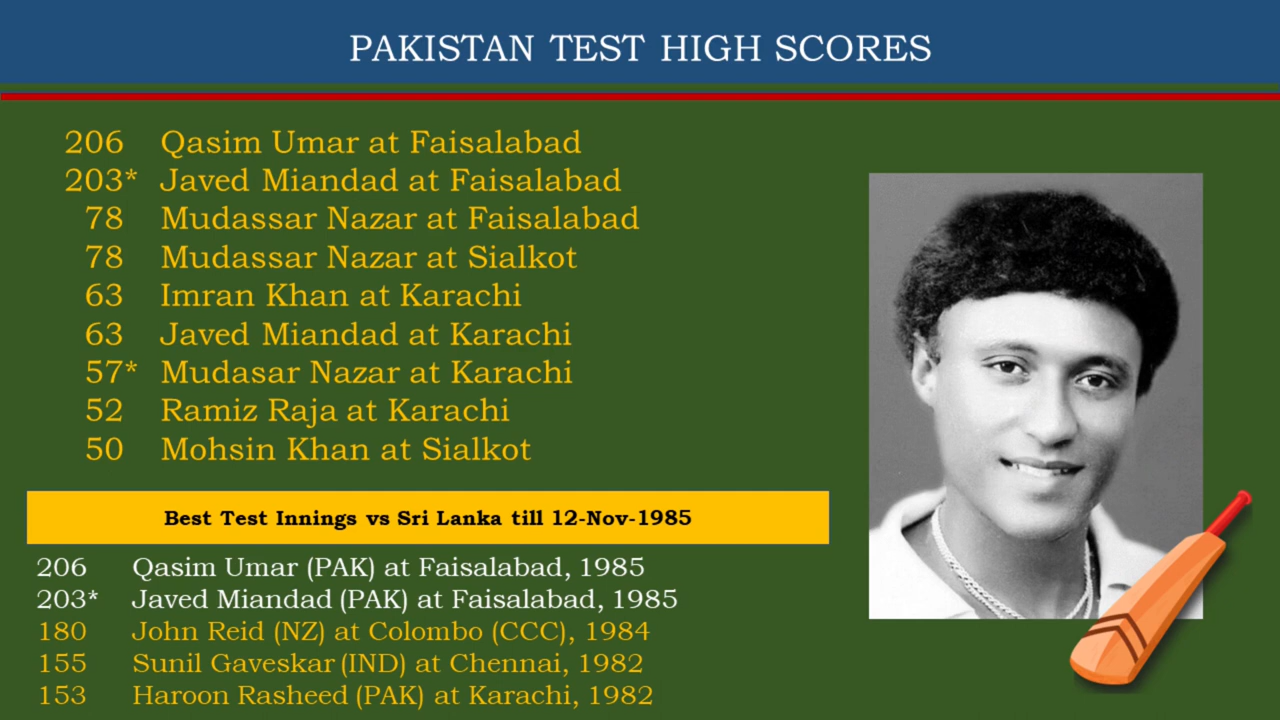 PAKISTAN TEST HIGH SCORES
206 Qasim Umar at Faisalabad
203* Javed Miandad at Faisalabad
78 Mudassar Nazar at Faisalabad
78 Mudassar Nazar at Sialkot
63 Imran Khan at Karachi
63 Javed Miandad at Karachi
57* Mudasar Nazar at Karachi
52 Ramiz Raja at Karachi
50 Mohsin Khan at Sialkot
Best Test Innings vs Sri Lanka till 12-Nov-1985
206 Qasim Umar (PAK) at Faisalabad, 1985
203* Javed Miandad (PAK) at Faisalabad, 1985
180 John Reid (NZ) at Colombo (CCC), 1984
155 Sunil Gaveskar (IND) at Chennai, 1982
153 Haroon Rasheed (PAK) at Karachi, 1982